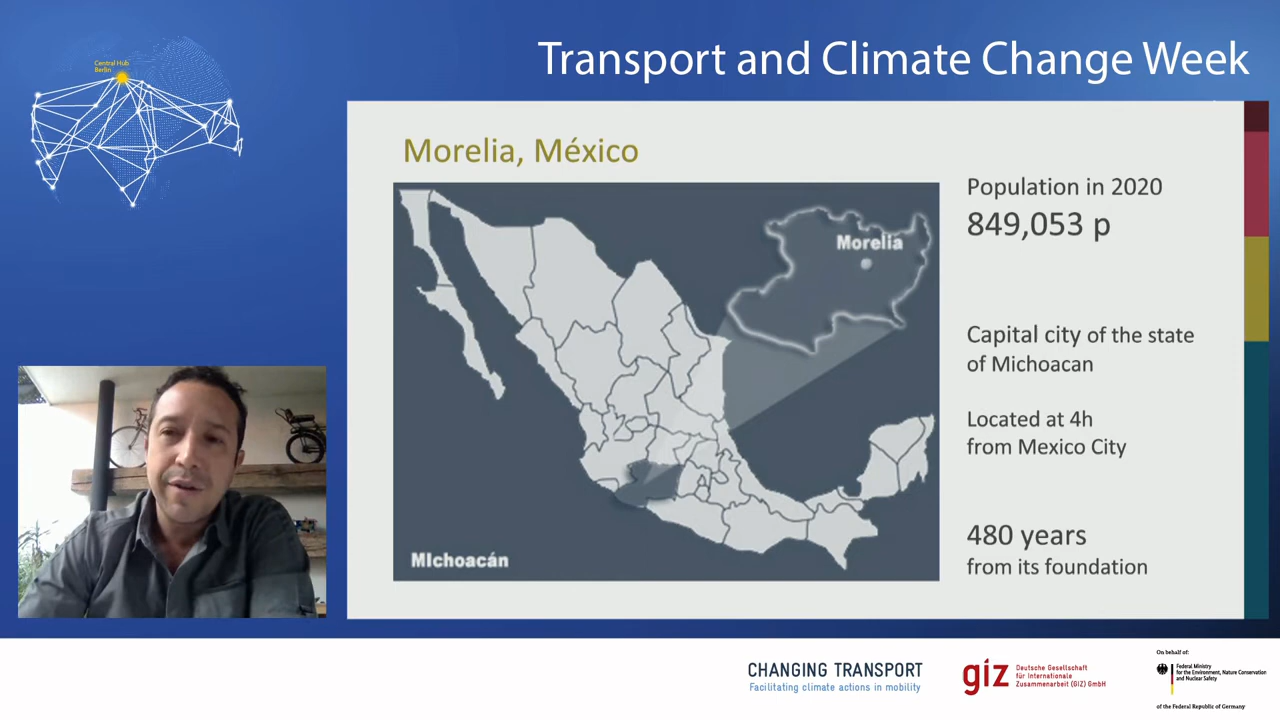 Central Hub
Berlin
Transport and Climate Change Week
Morelia, México
Morelia
MIchoacán
Population in 2020
849,053 p
Capital city of the state
of Michoacan
Located at 4h
from Mexico City
480 years
from its foundation
CHANGING TRANSPORT
Facilitating climate actions in mobility
giz
Deutsche Gesellschaft
für Internationale
Zusammenarbeit (GIZ) GmbH
On behalf of:
Federal Ministry
for the Environment, Nature Conservation
and Nuclear Safety
of the Federal Republic of Germany